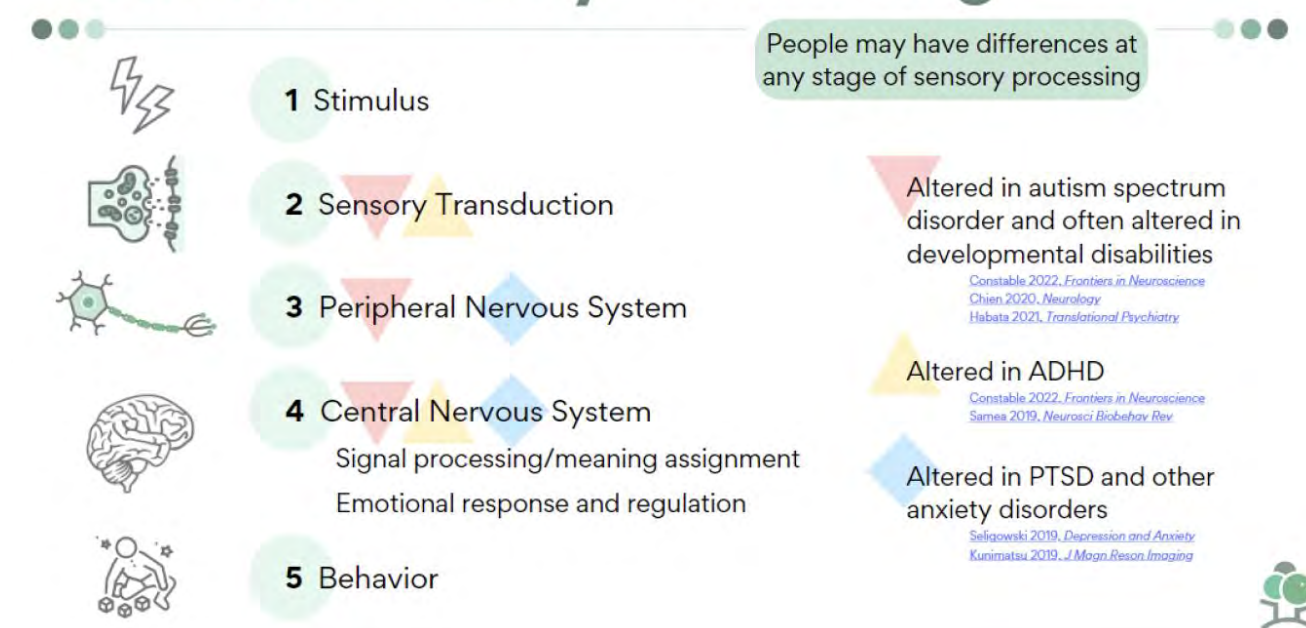 People may have differences at
any stage of sensory processing
1 Stimulus
2 Sensory Transduction
3 Peripheral Nervous System
4 Central Nervous System
Signal processing/meaning assignment
Emotional response and regulation
5 Behavior
Altered in autism spectrum
disorder and often altered in
developmental disabilities
Constable 2022, Frontiers in Neuroscience
Chien 2020, Neurology
Habata 2021, Translational Psychiatry
Altered in ADHD
Constable 2022, Frontiers in Neuroscience
Samea 2019, Neurosci Biobehav Rev
Altered in PTSD and other
anxiety disorders
Seligowski 2019, Depression and Anxiety
Kunimatsu 2019, J Magn Reson Imaging